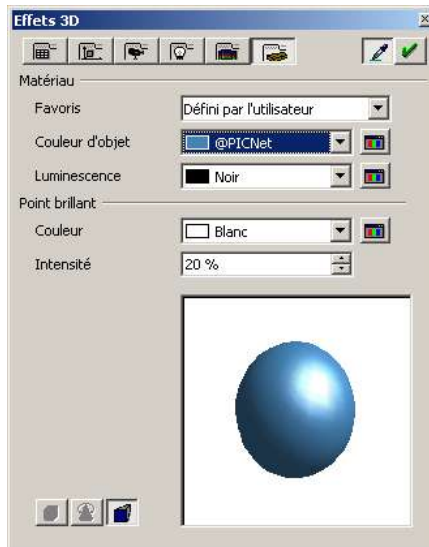 Effets 3D
Matériau
Favoris Défini par l'utilisateur
Couleur d'objet @PICNet
Luminescence Noir
Point brillant
Couleur Blanc
Intensité 20 %